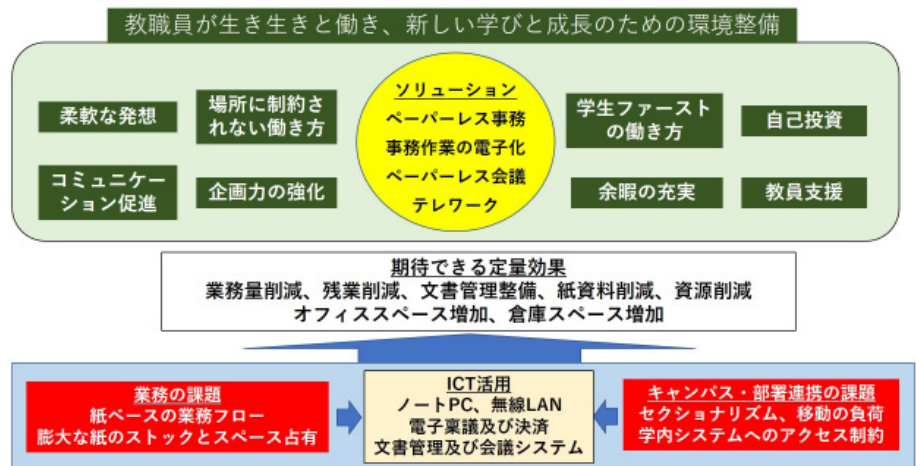 教職員が生き生きと働き、新しい学びと成長のための環境整備
柔軟な発想
場所に制約さ
れない働き方
コミュニケー
ション促進
企画力の強化
ソリューション
ペーパーレス事務
事務作業の電子化
ペーパーレス会議
テレワーク
学生ファースト
の働き方
自己投資
余暇の充実
教員支援
期待できる定量効果
業務量削減、残業削減、文書管理整備、紙資料削減、資源削減
オフィススペース増加、倉庫スペース増加
業務の課題
紙ベースの業務フロー
膨大な紙のストックとスペース占有
ICT活用
ノートPC、無線LAN
電子稟議及び決済
文書管理及び会議システム
キャンパス・部署連携の課題
セクショナリズム、移動の負荷
学内システムへのアクセス制約